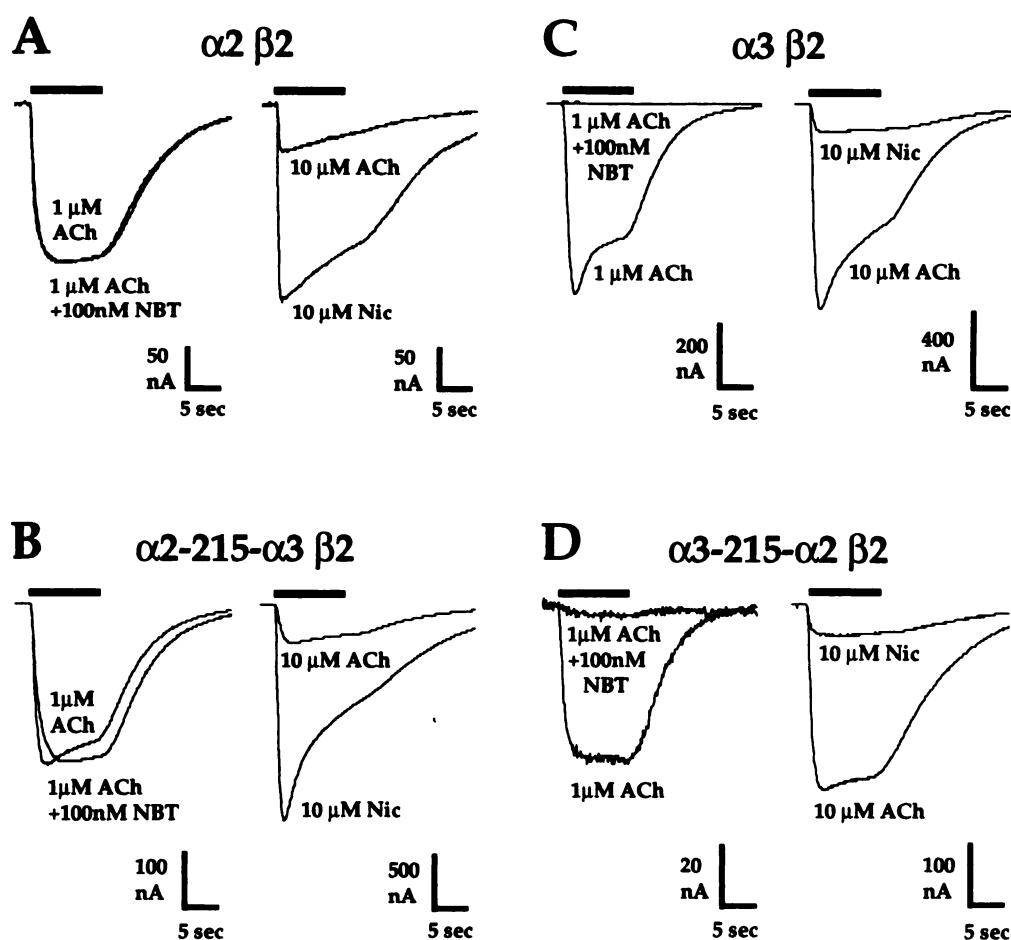 A
α2 β2
1 μM
ACh
1 μM ACh
+100nM NBT
10 μM ACh
10 μM Nic
50
nA
5 sec
50
nA
5 sec
C
α3 β2
1 μM ACh
+100nM
NBT
1 μM ACh
10 μM Nic
10 μM ACh
200
nA
5 sec
400
nA
5 sec
B
α2-215-α3 β2
1μM
ACh
1μM ACh
+100nM NBT
10 μM ACh
10 μM Nic
100
nA
5 sec
500
nA
5 sec
D
α3-215-α2 β2
1μM ACh
+100nM
NBT
1μM ACh
10 μM Nic
10 μM ACh
20
nA
5 sec
100
nA
5 sec